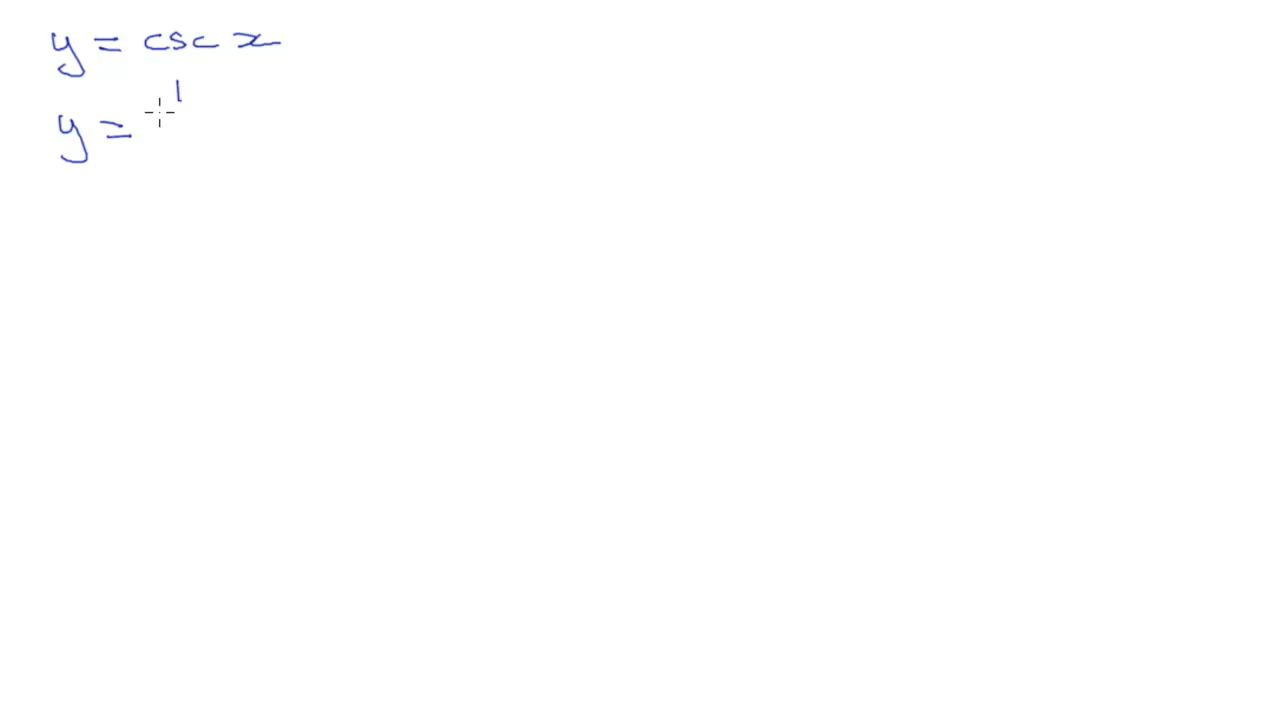 y = csc x
y = 1